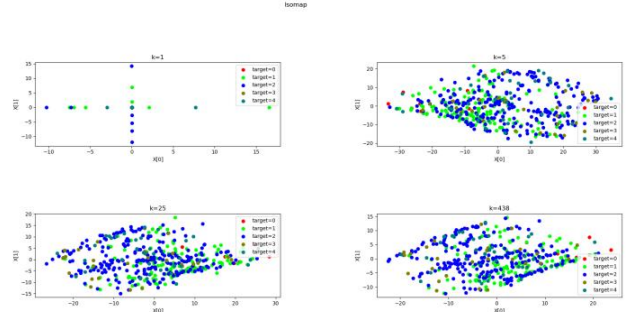 Isomap
k=1
15
10
5
0
−5
−10
−10
−5
0
5
10
15
X[1]
X[0]
target=0
target=1
target=2
target=3
target=4
k=5
20
10
0
−10
−20
−30
−20
−10
0
10
20
30
X[1]
X[0]
target=0
target=1
target=2
target=3
target=4
k=25
20
15
10
5
0
−5
−10
−15
−20
−10
0
10
20
30
X[1]
X[0]
target=0
target=1
target=2
target=3
target=4
k=438
15
10
5
0
−5
−10
−20
−10
0
10
20
X[1]
X[0]
target=0
target=1
target=2
target=3
target=4